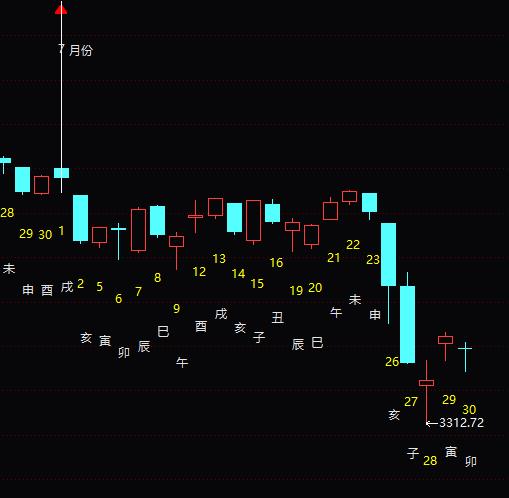 7 月份
28
29
30
1
2
5
6
7
8
9
12
13
14
15
16
19
20
21
22
23
26
27
28
29
30
未
申
酉
戌
亥
寅
卯
辰
巳
午
酉
戌
亥
子
丑
辰
巳
午
未
申
亥
子
寅
卯
←3312.72